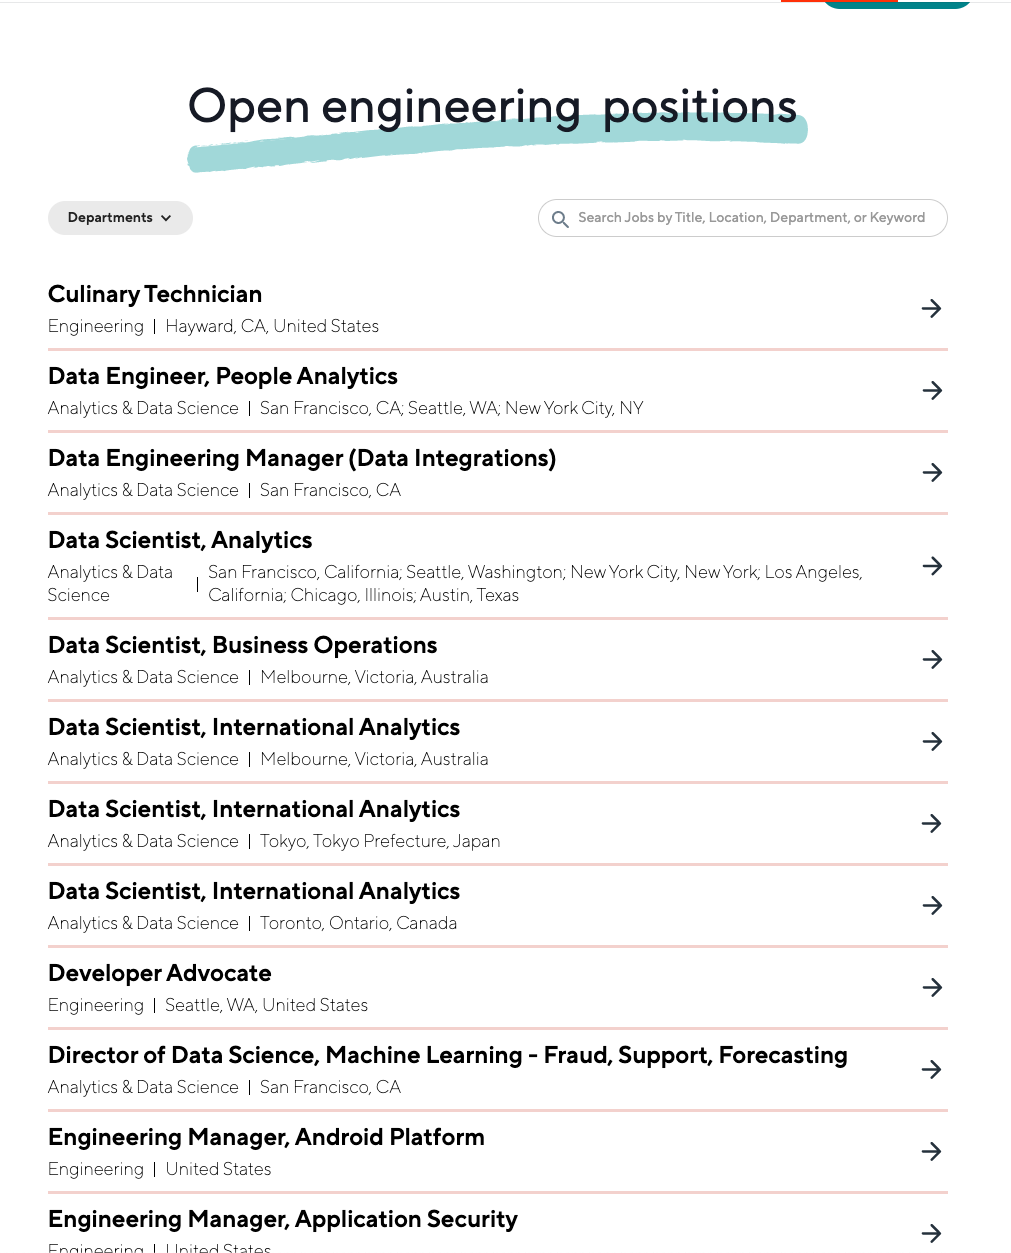 Open engineering positions
Departments
Search Jobs by Title, Location, Department, or Keyword
Culinary Technician
Engineering | Hayward, CA, United States
Data Engineer, People Analytics
Analytics & Data Science | San Francisco, CA; Seattle, WA; New York City, NY
Data Engineering Manager (Data Integrations)
Analytics & Data Science | San Francisco, CA
Data Scientist, Analytics
Analytics & Data
Science
| San Francisco, California; Seattle, Washington; New York City, New York; Los Angeles,
California; Chicago, Illinois; Austin, Texas
Data Scientist, Business Operations
Analytics & Data Science | Melbourne, Victoria, Australia
Data Scientist, International Analytics
Analytics & Data Science | Melbourne, Victoria, Australia
Data Scientist, International Analytics
Analytics & Data Science | Tokyo, Tokyo Prefecture, Japan
Data Scientist, International Analytics
Analytics & Data Science | Toronto, Ontario, Canada
Developer Advocate
Engineering | Seattle, WA, United States
Director of Data Science, Machine Learning - Fraud, Support, Forecasting
Analytics & Data Science | San Francisco, CA
Engineering Manager, Android Platform
Engineering | United States
Engineering Manager, Application Security
Engineering | United States